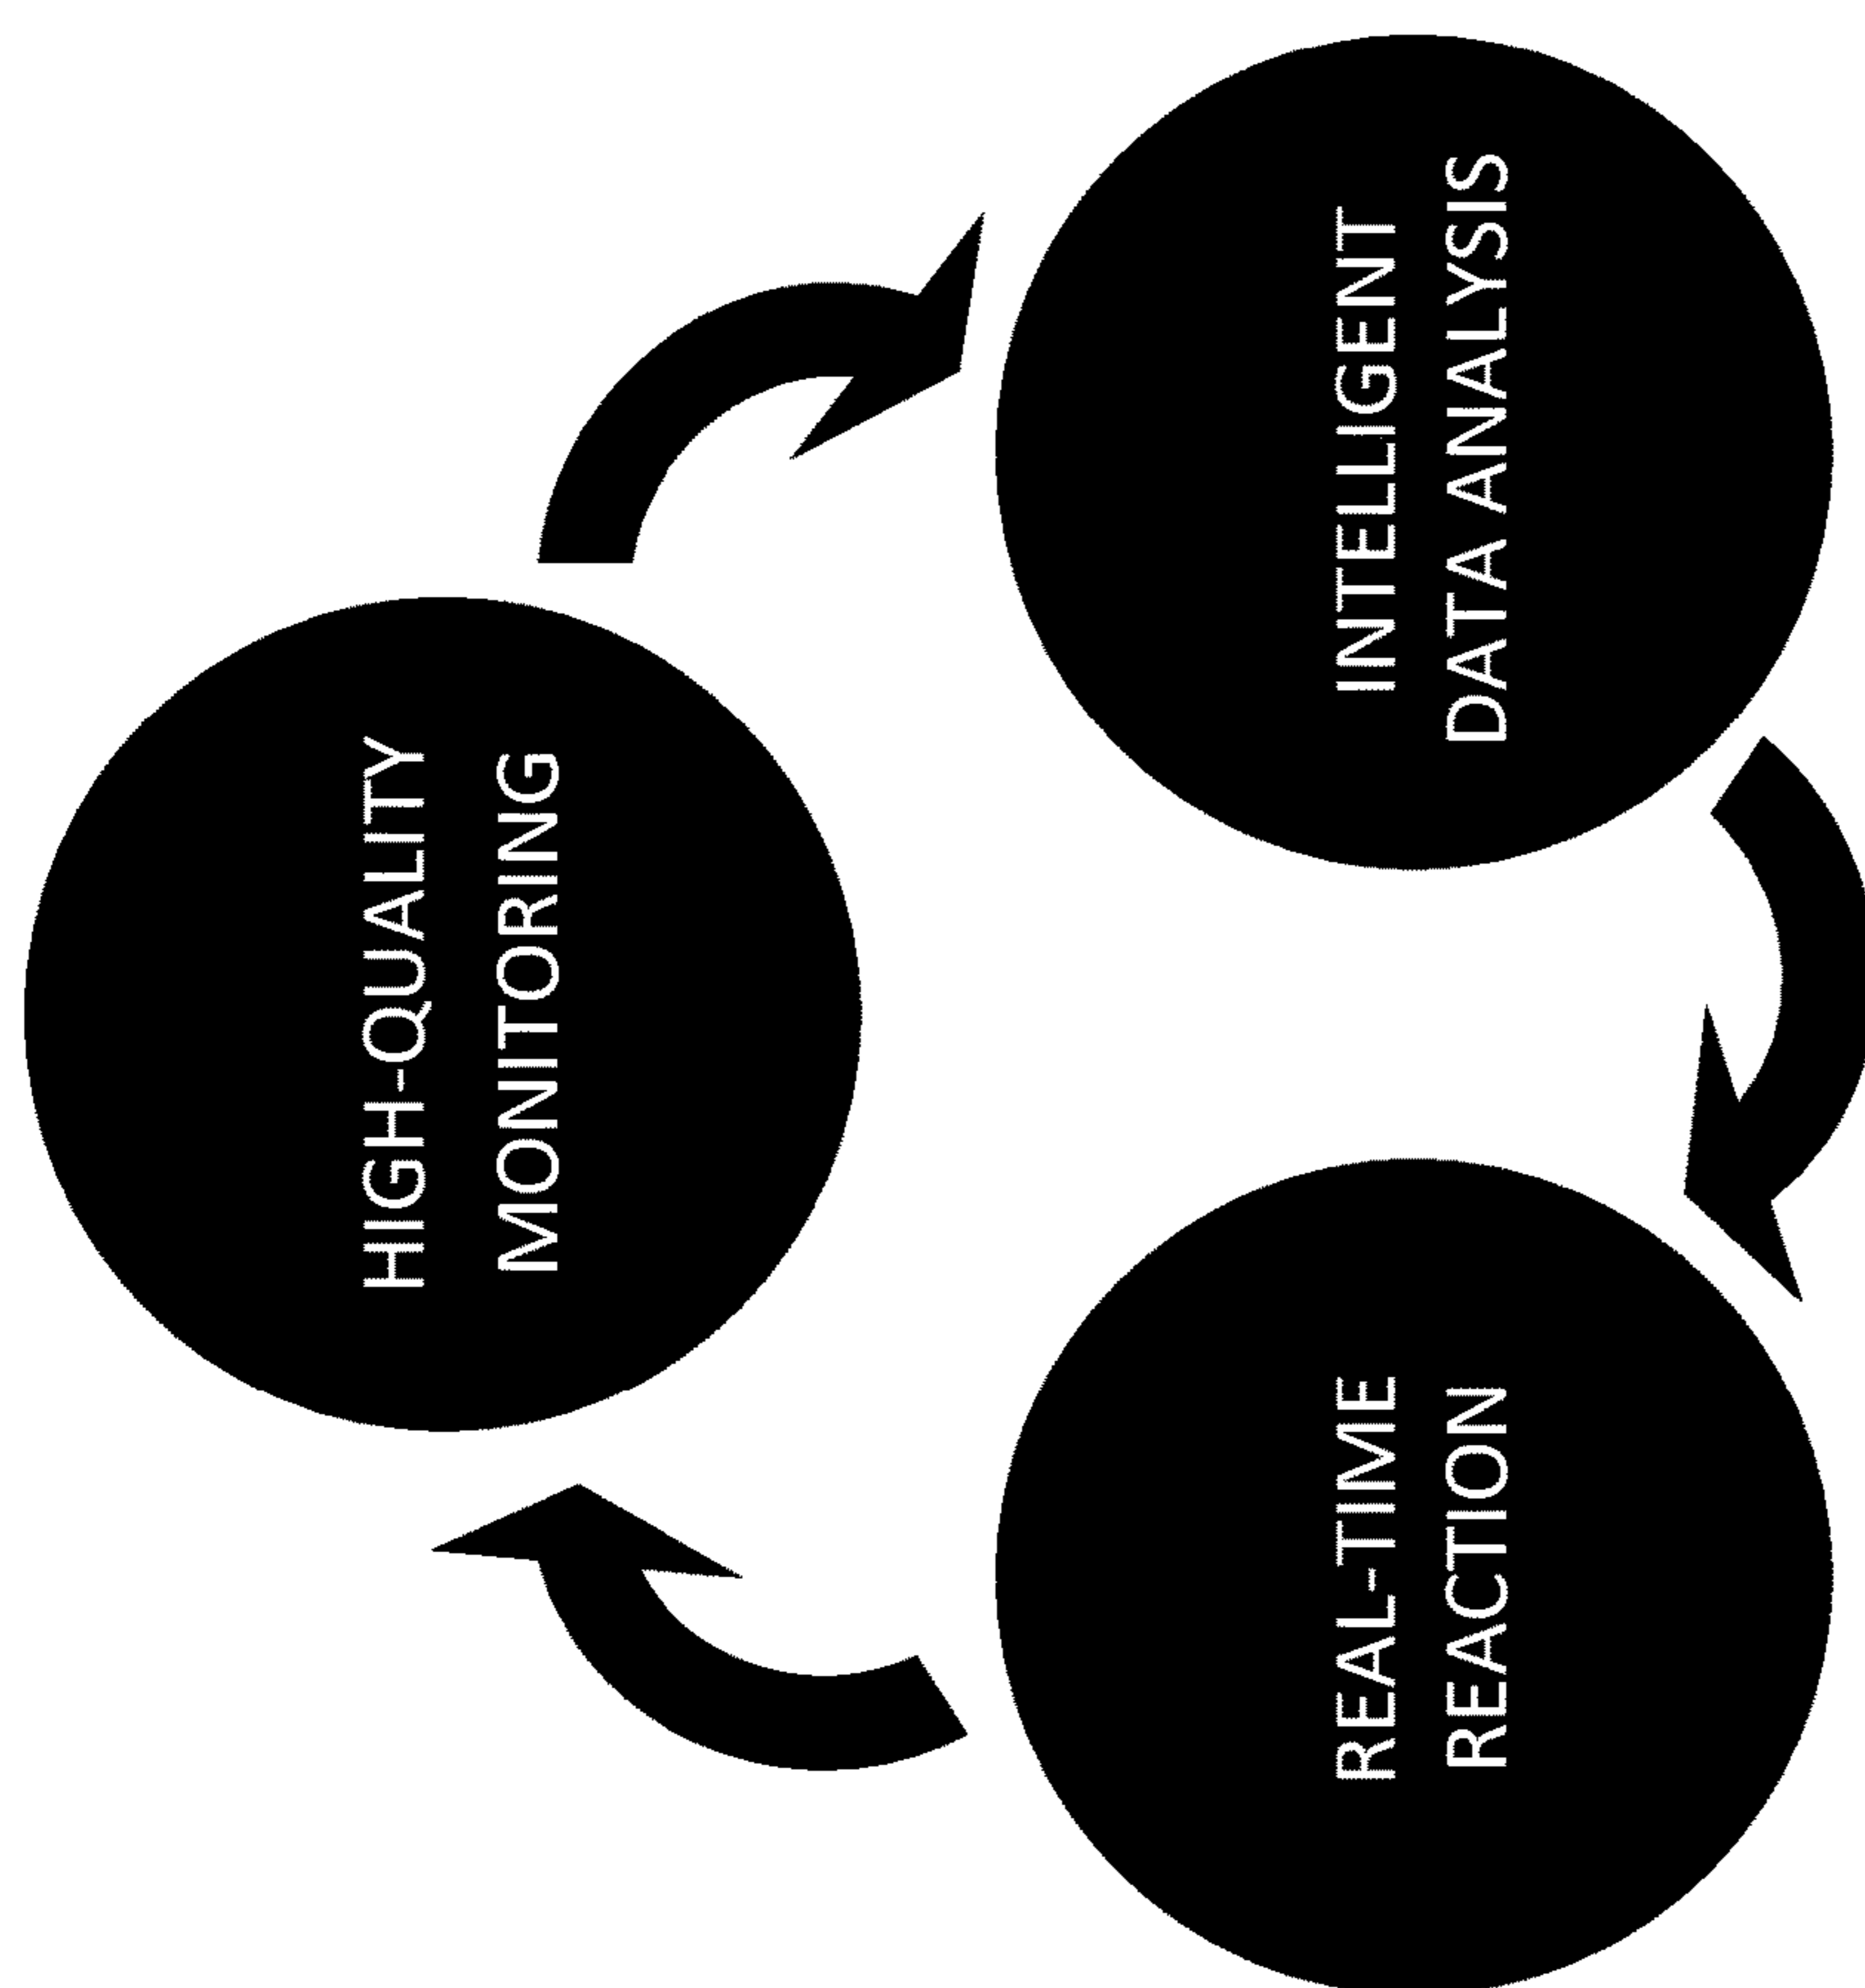 HIGH-QUALITY
MONITORING
INTELLIGENT
DATA ANALYSIS
REAL-TIME
REACTION